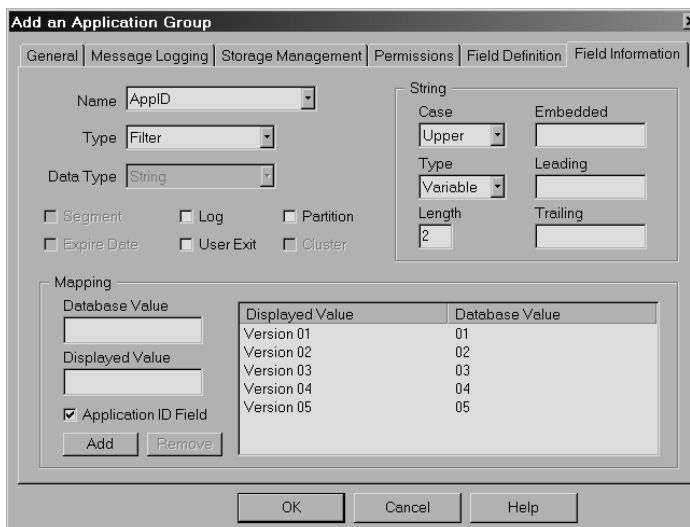 Add an Application Group
General Message Logging Storage Management Permissions Field Definition Field Information
Name AppID
Type Filter
Data Type String
Segment Log Partition
Expire Date User Exit Cluster
String
Case Embedded
Upper
Type Leading
Variable
Length Trailing
2
Mapping
Database Value
Displayed Value
Application ID Field
Add Remove
Displayed Value Database Value
Version 01 01
Version 02 02
Version 03 03
Version 04 04
Version 05 05
OK Cancel Help